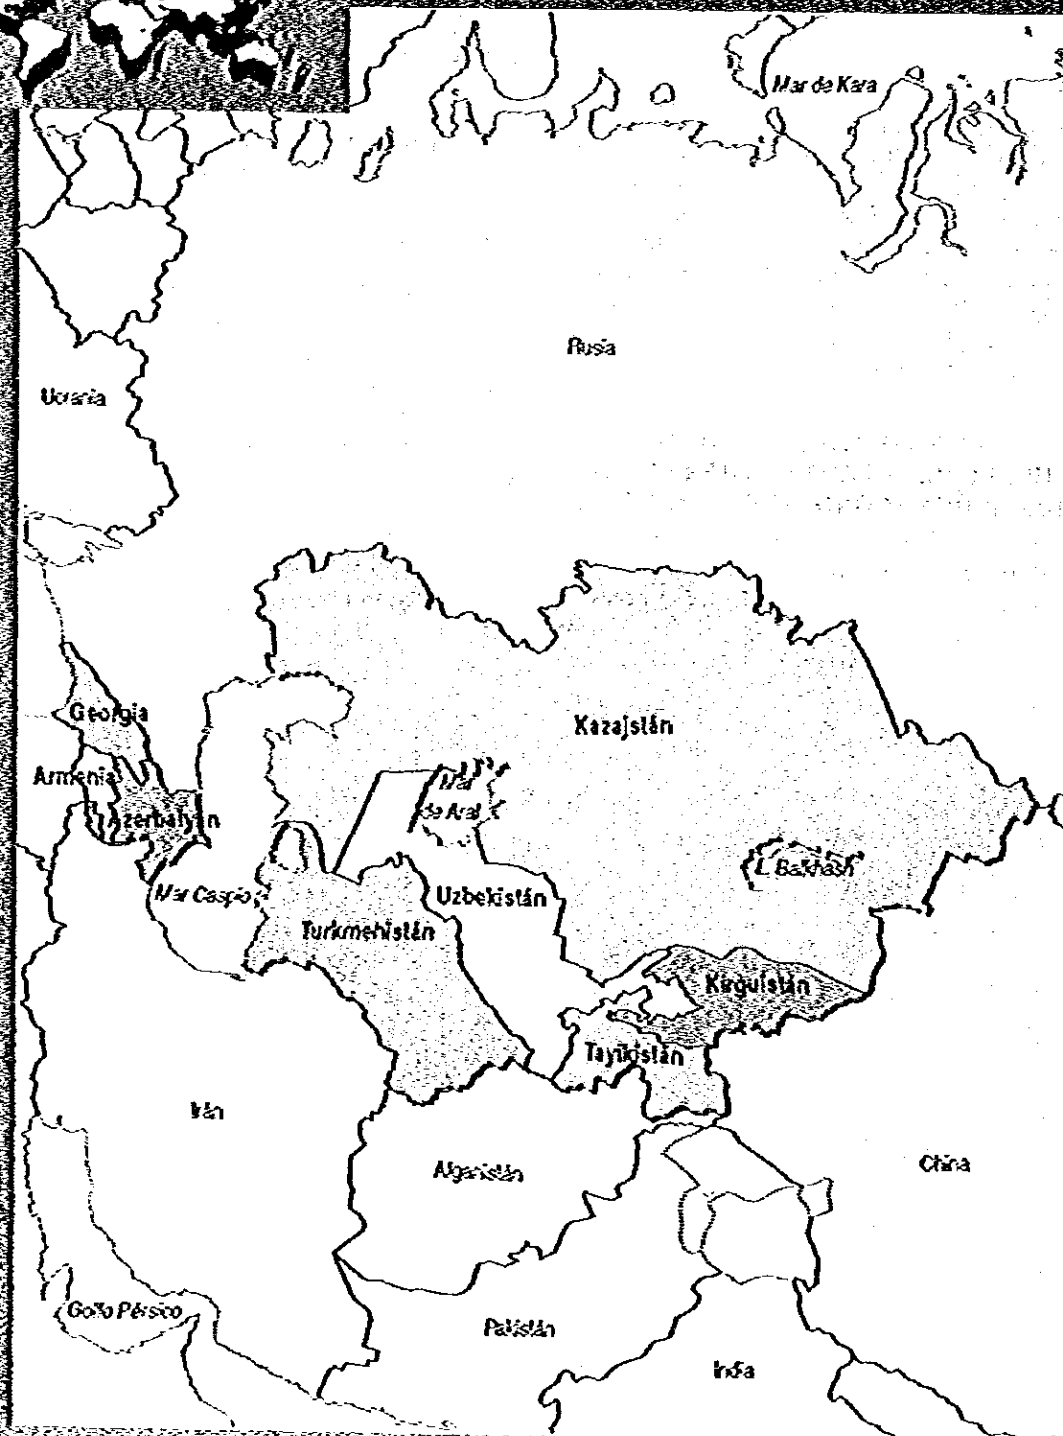 Mar de Kara
Rusia
Ucrania
Georgia
Kazajstán
Armenia
Mar
de Aral
Azerbaiyán
L. Balkhash
Mar Caspio
Uzbekistán
Turkmenistán
Kirguistán
Tayikistán
Irán
Afganistán
China
Golfo Pérsico
Pakistán
India